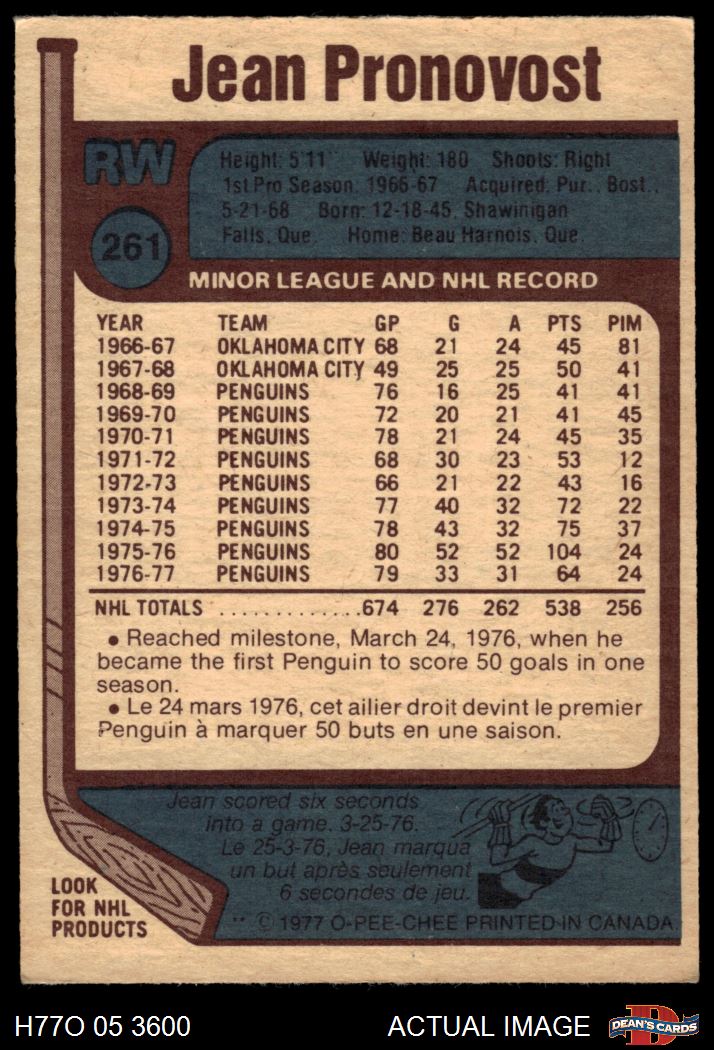 Jean Pronovost
RW
Height: 5'11" Weight: 180 Shoots: Right
1st Pro Season: 1966-67 Acquired: Pur., Bost.,
5-21-68 Born: 12-18-45, Shawinigan
Falls, Que. Home: Beau Harnois, Que.
261
MINOR LEAGUE AND NHL RECORD
YEAR TEAM GP G A PTS PIM
1966-67 OKLAHOMA CITY 68 21 24 45 81
1967-68 OKLAHOMA CITY 49 25 25 50 41
1968-69 PENGUINS 76 16 25 41 41
1969-70 PENGUINS 72 20 21 41 45
1970-71 PENGUINS 78 21 24 45 35
1971-72 PENGUINS 68 30 23 53 12
1972-73 PENGUINS 66 21 22 43 16
1973-74 PENGUINS 77 40 32 72 22
1974-75 PENGUINS 78 43 32 75 37
1975-76 PENGUINS 80 52 52 104 24
1976-77 PENGUINS 79 33 31 64 24
NHL TOTALS .............674 276 262 538 256
• Reached milestone, March 24, 1976, when he
became the first Penguin to score 50 goals in one
season.
• Le 24 mars 1976, cet ailier droit devint le premier
Penguin à marquer 50 buts en une saison.
Jean scored six seconds
into a game. 3-25-76.
Le 25-3-76, Jean marqua
un but après seulement
6 secondes de jeu.
LOOK
FOR NHL
PRODUCTS
** © 1977 O-PEE-CHEE PRINTED IN CANADA
H77O 05 3600 ACTUAL IMAGE
DEAN'S CARDS